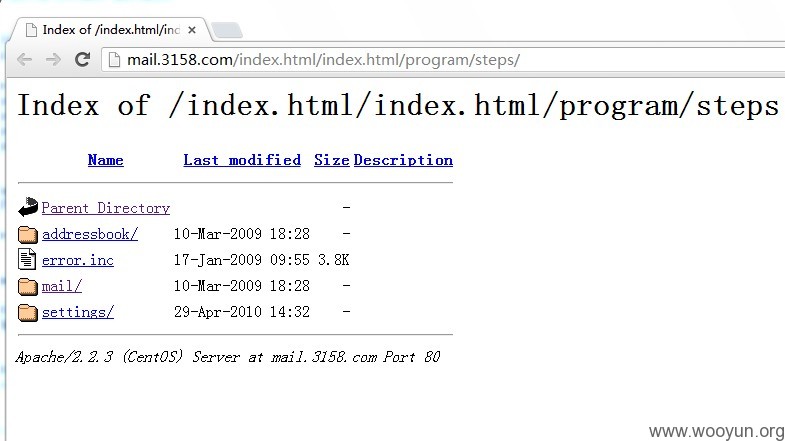 Index of /index.html/ind
mail.3158.com/index.html/index.html/program/steps/
Index of /index.html/index.html/program/steps
Name Last modified Size Description
Parent Directory -
addressbook/ 10-Mar-2009 18:28 -
error.inc 17-Jan-2009 09:55 3.8K
mail/ 10-Mar-2009 18:28 -
settings/ 29-Apr-2010 14:32 -
Apache/2.2.3 (CentOS) Server at mail.3158.com Port 80
www.wooyun.org